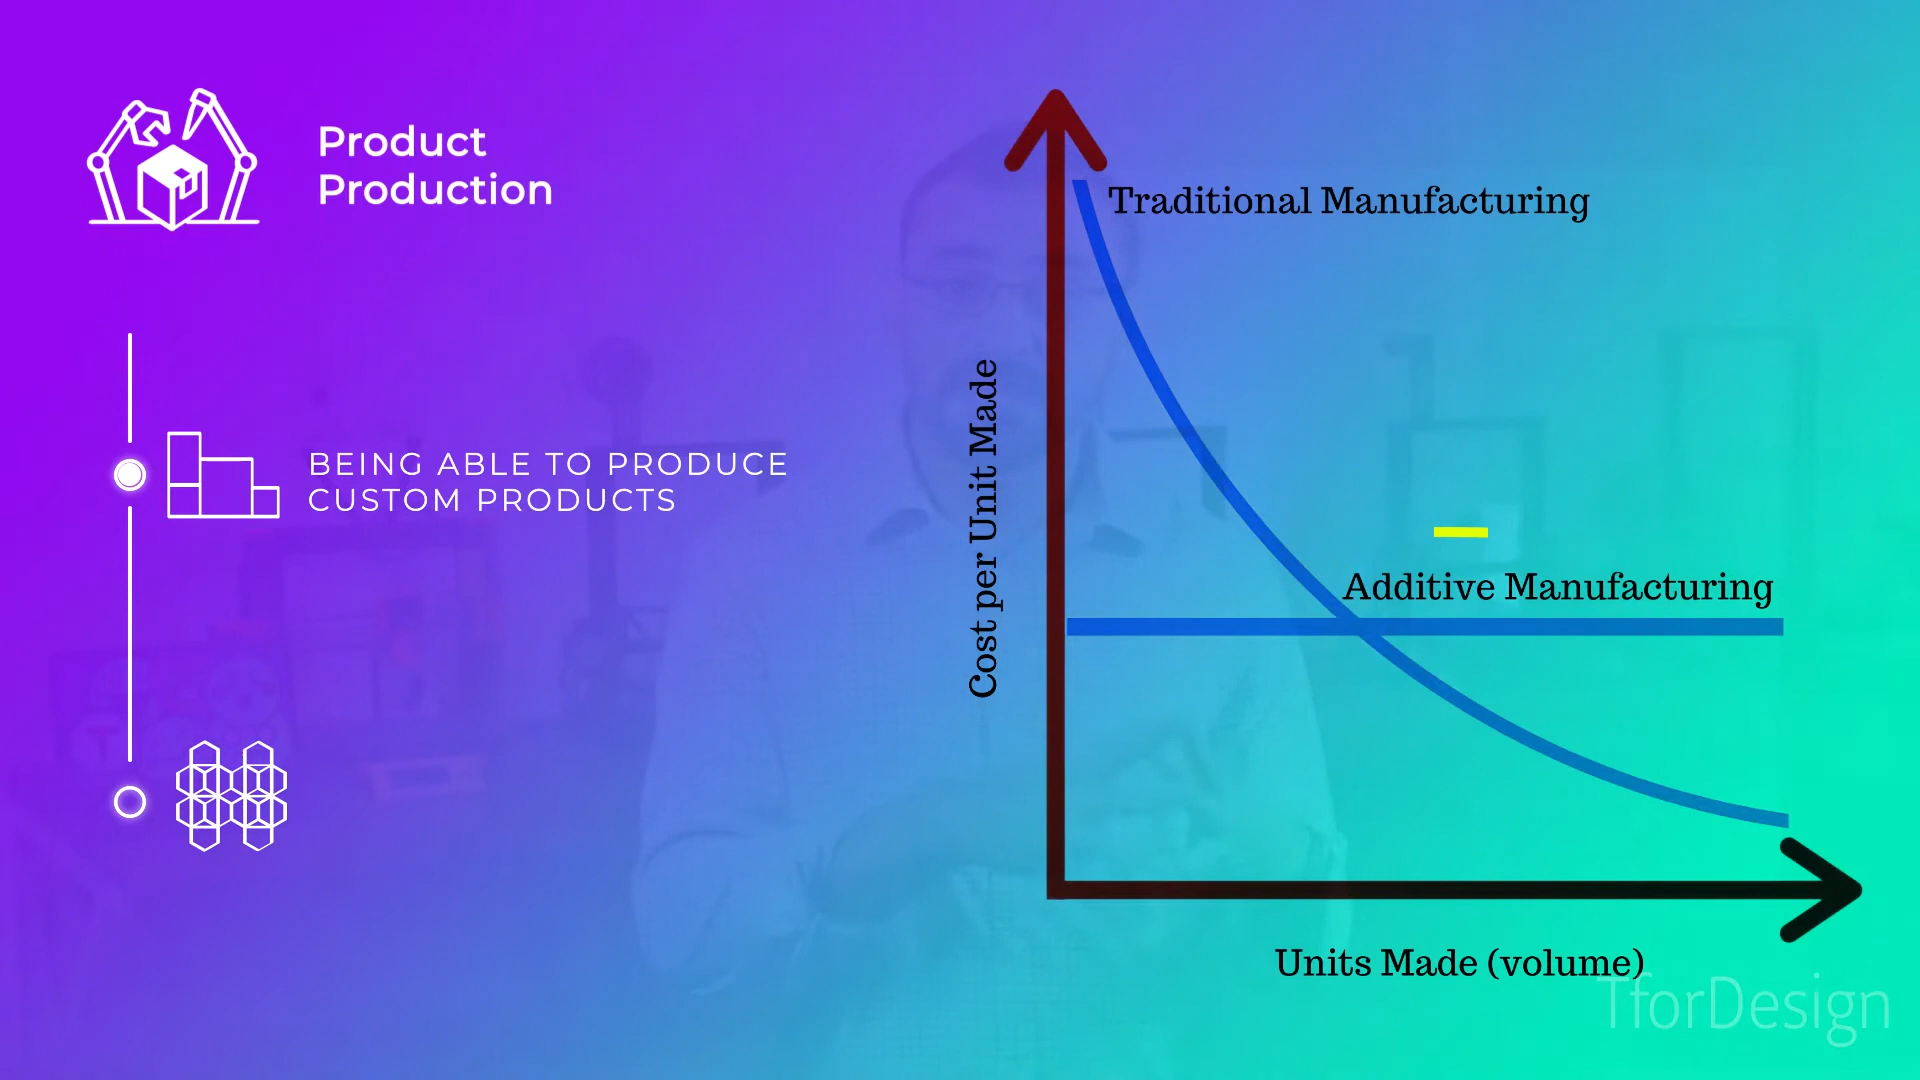 Product
Production
BEING ABLE TO PRODUCE
CUSTOM PRODUCTS
Traditional Manufacturing
Cost per Unit Made
Additive Manufacturing
Units Made (volume)
TforDesign